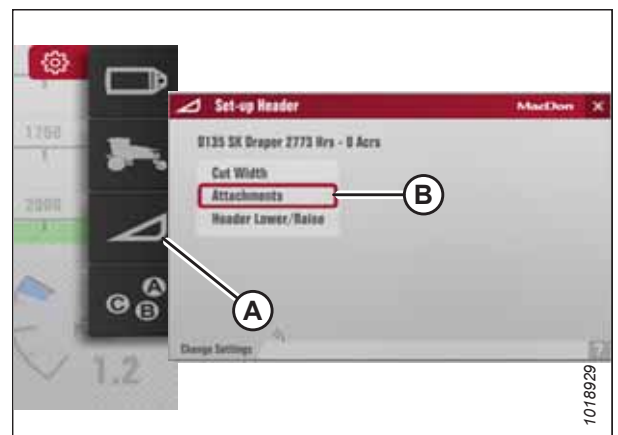 Set-up Header
MacDon X
D135 SK Draper 2773 Hrs - 0 Acrs
1750
Cut Width
Attachments
B
2000
Header Lower/Raise
A
C A B
Change Settings
?
1.2
1018929